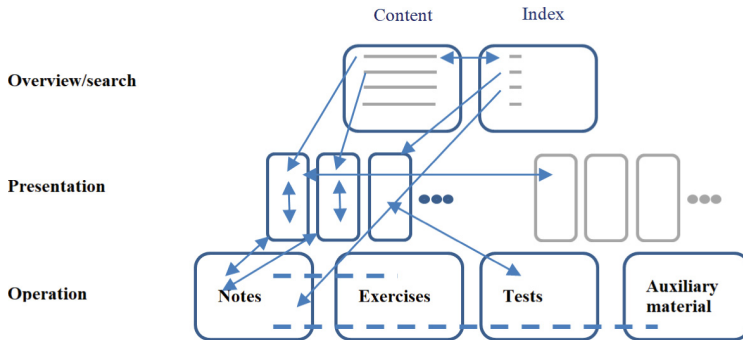 Content Index
Overview/search
Presentation
Operation
Notes Exercises Tests Auxiliary
material